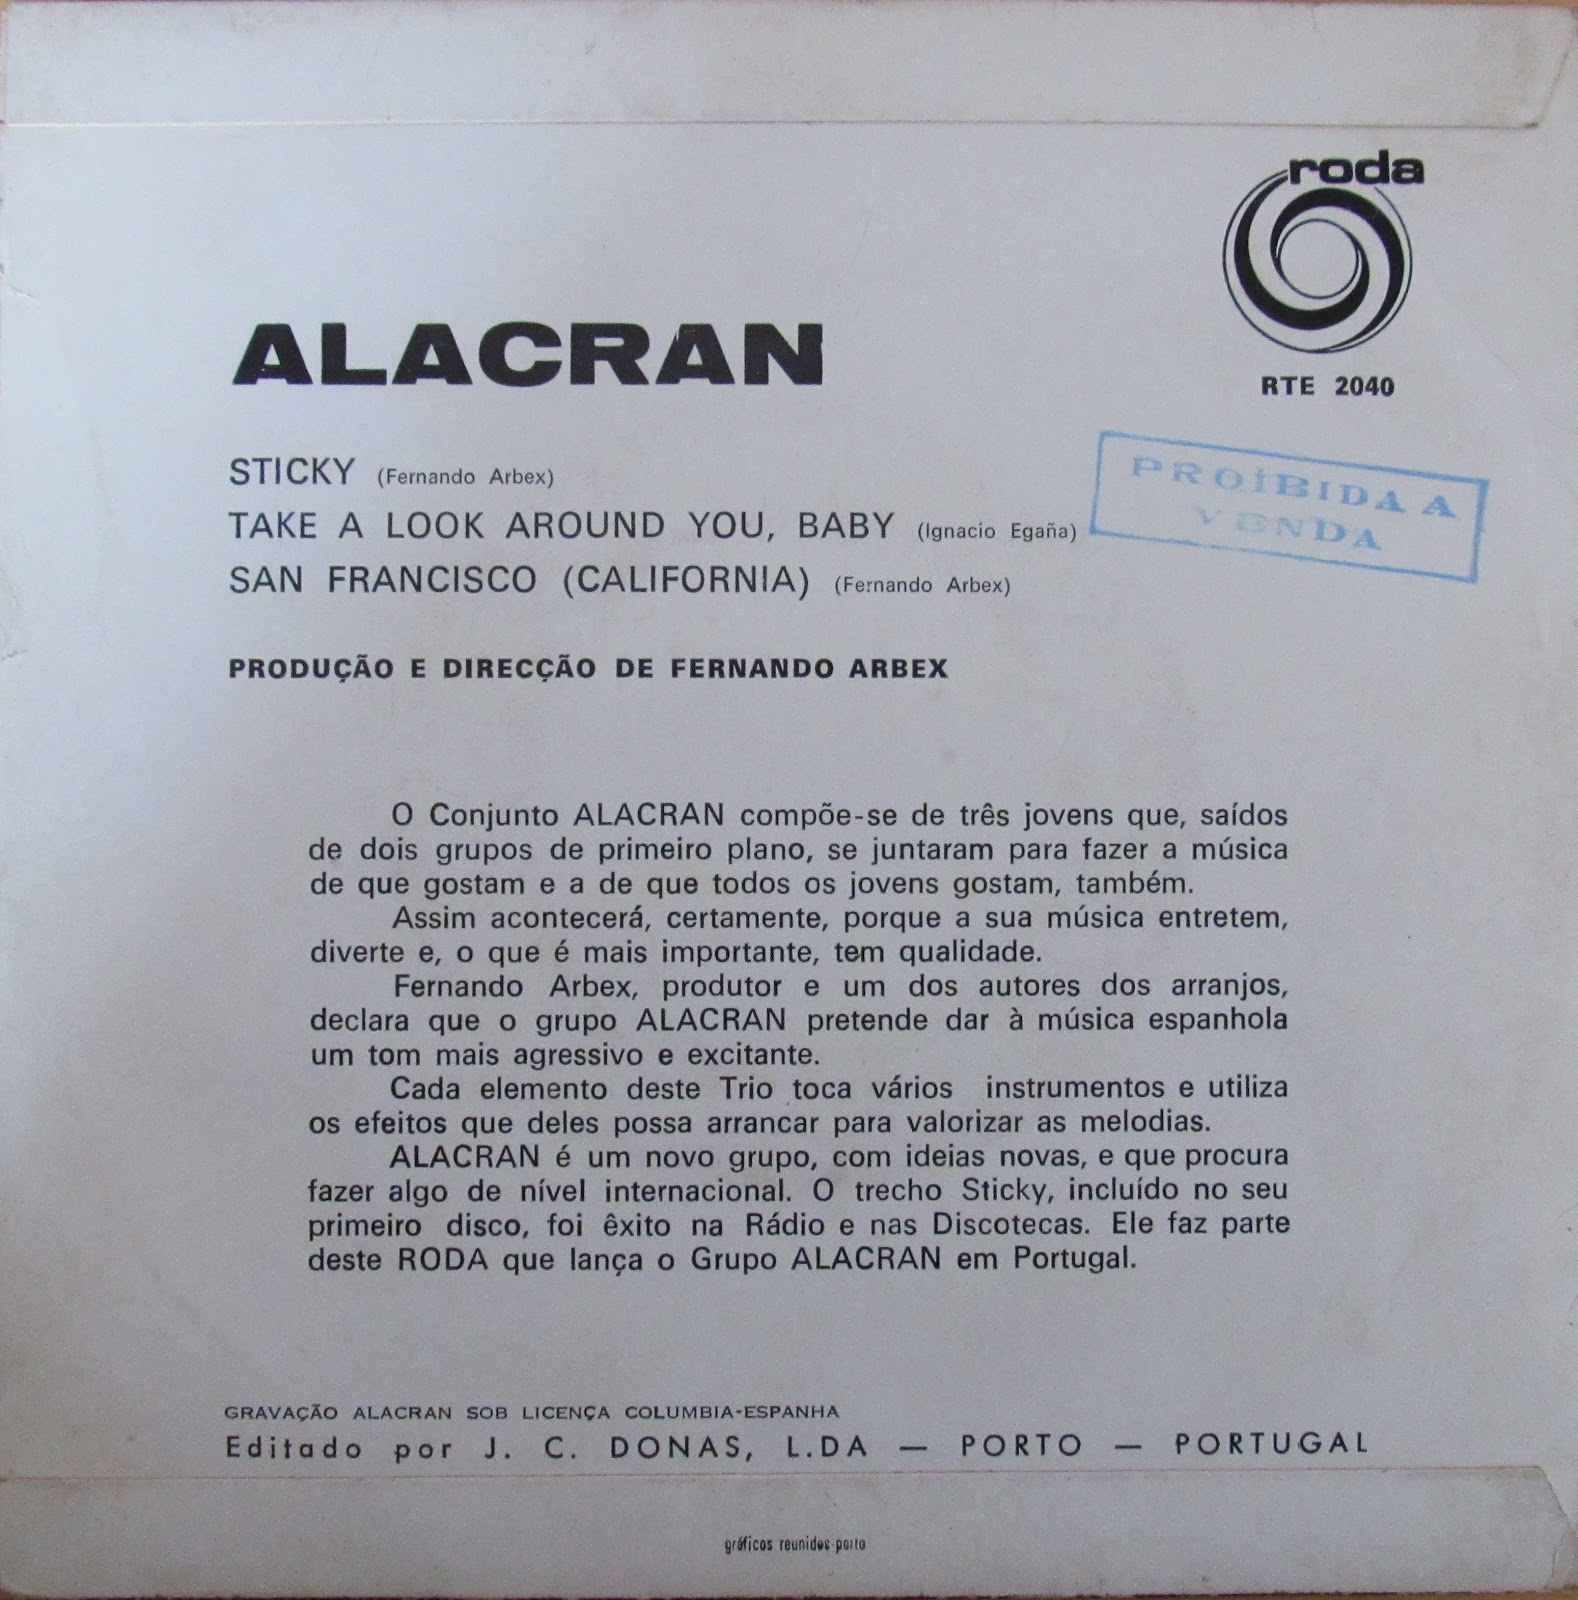 roda
RTE 2040
ALACRAN
STICKY (Fernando Arbex)
TAKE A LOOK AROUND YOU, BABY (Ignacio Egaña)
SAN FRANCISCO (CALIFORNIA) (Fernando Arbex)
PROIBIDA A
VENDA
PRODUÇÃO E DIRECÇÃO DE FERNANDO ARBEX
O Conjunto ALACRAN compõe-se de três jovens que, saídos
de dois grupos de primeiro plano, se juntaram para fazer a música
de que gostam e a de que todos os jovens gostam, também.
Assim acontecerá, certamente, porque a sua música entretem,
diverte e, o que é mais importante, tem qualidade.
Fernando Arbex, produtor e um dos autores dos arranjos,
declara que o grupo ALACRAN pretende dar à música espanhola
um tom mais agressivo e excitante.
Cada elemento deste Trio toca vários instrumentos e utiliza
os efeitos que deles possa arrancar para valorizar as melodias.
ALACRAN é um novo grupo, com ideias novas, e que procura
fazer algo de nível internacional. O trecho Sticky, incluído no seu
primeiro disco, foi êxito na Rádio e nas Discotecas. Ele faz parte
deste RODA que lança o Grupo ALACRAN em Portugal.
GRAVAÇÃO ALACRAN SOB LICENÇA COLUMBIA-ESPANHA
Editado por J. C. DONAS, L.DA — PORTO — PORTUGAL
gráficos reunidos-porto